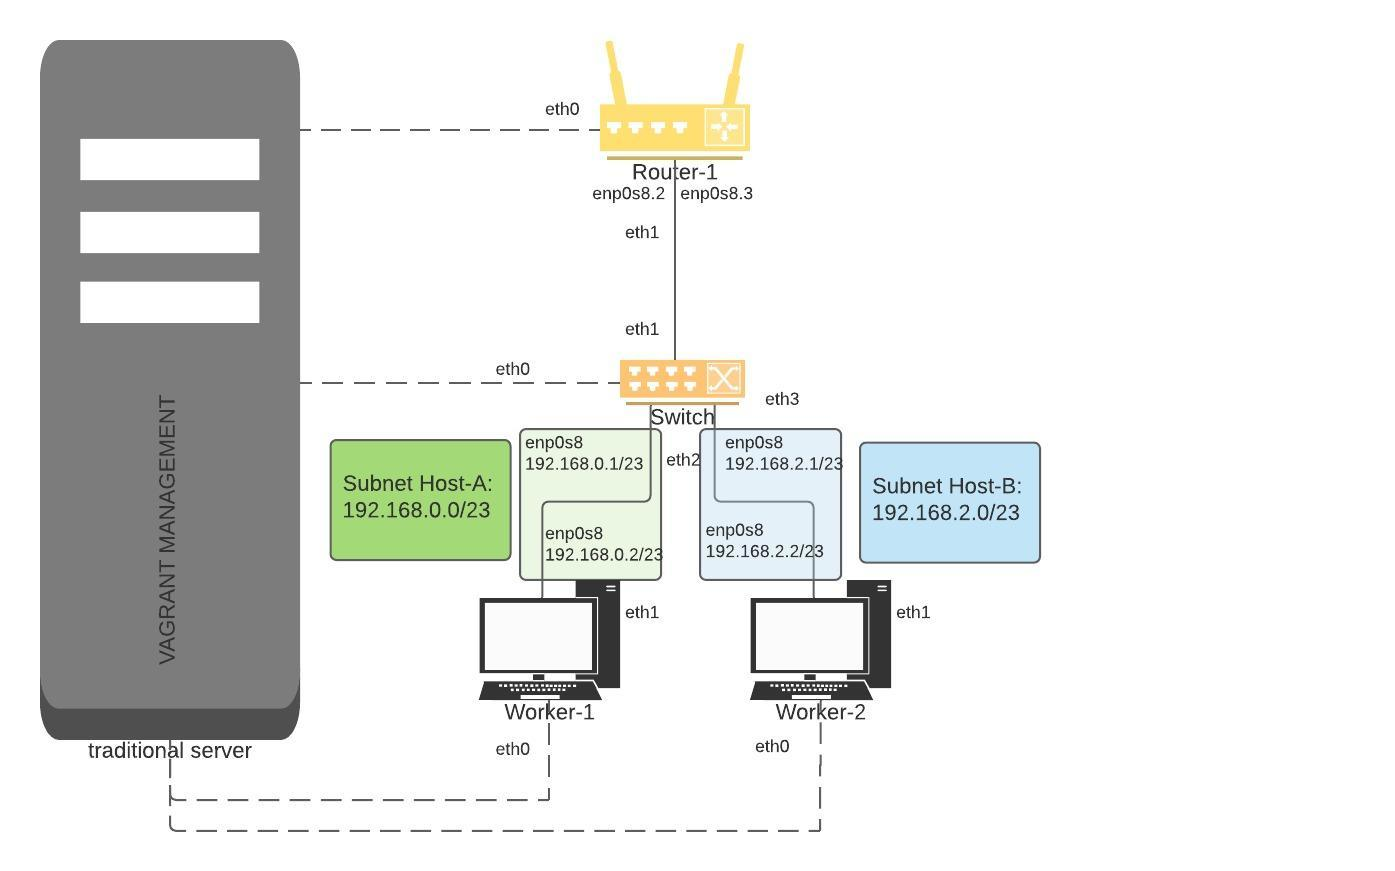 eth0
Router-1
enp0s8.2
enp0s8.3
eth1
eth1
eth0
eth3
Switch
enp0s8
192.168.0.1/23
eth2
enp0s8
192.168.2.1/23
Subnet Host-A:
192.168.0.0/23
Subnet Host-B:
192.168.2.0/23
enp0s8
192.168.0.2/23
enp0s8
192.168.2.2/23
VAGRANT MANAGEMENT
eth1
eth1
Worker-1
Worker-2
traditional server
eth0
eth0